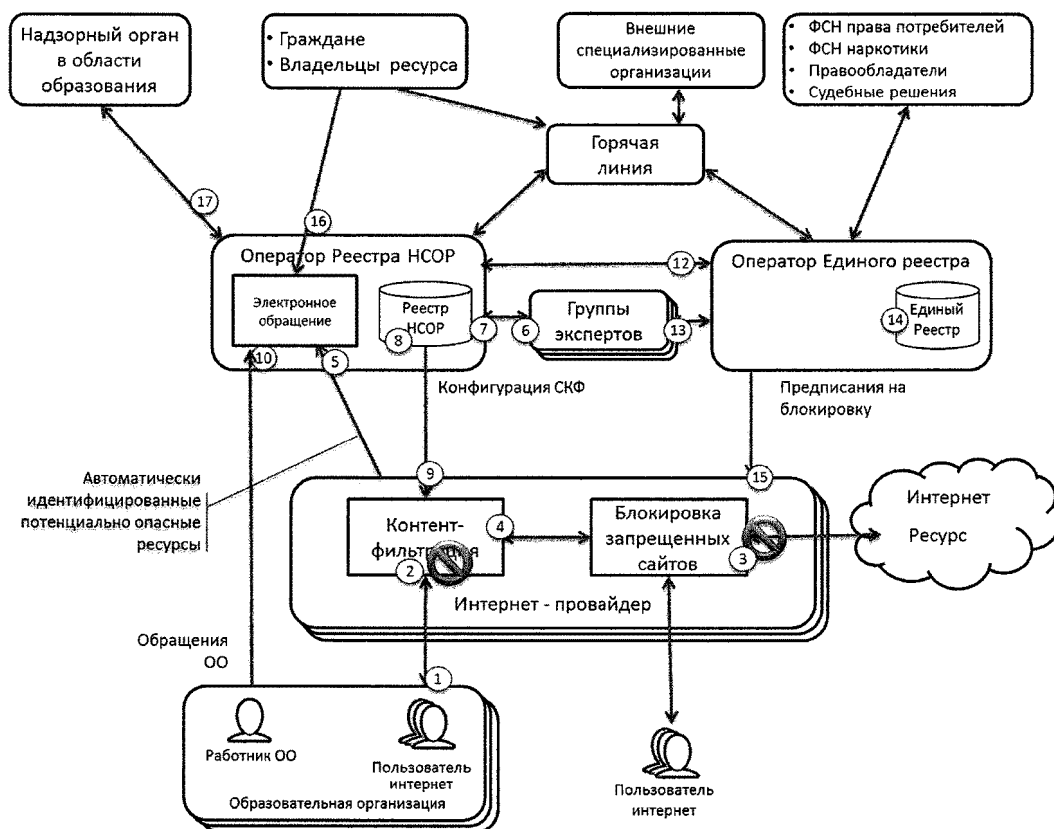 Надзорный орган
в области
образования
• Граждане
• Владельцы ресурса
Внешние
специализированные
организации
• ФСН права потребителей
• ФСН наркотики
• Правообладатели
• Судебные решения
Горячая
линия
17
16
Оператор Реестра НСОР
12
Оператор Единого реестра
Электронное
обращение
Реестр
НСОР
8
7
6
Группы
экспертов
13
14
Единый
Реестр
10
5
Конфигурация СКФ
Предписания на
блокировку
Автоматически
идентифицированные
потенциально опасные
ресурсы
9
15
Контент-
фильтрация
2
4
Блокировка
запрещенных
сайтов
3
Интернет
Ресурс
Интернет - провайдер
Обращения
ОО
1
Работник ОО
Пользователь
интернет
Образовательная организация
Пользователь
интернет